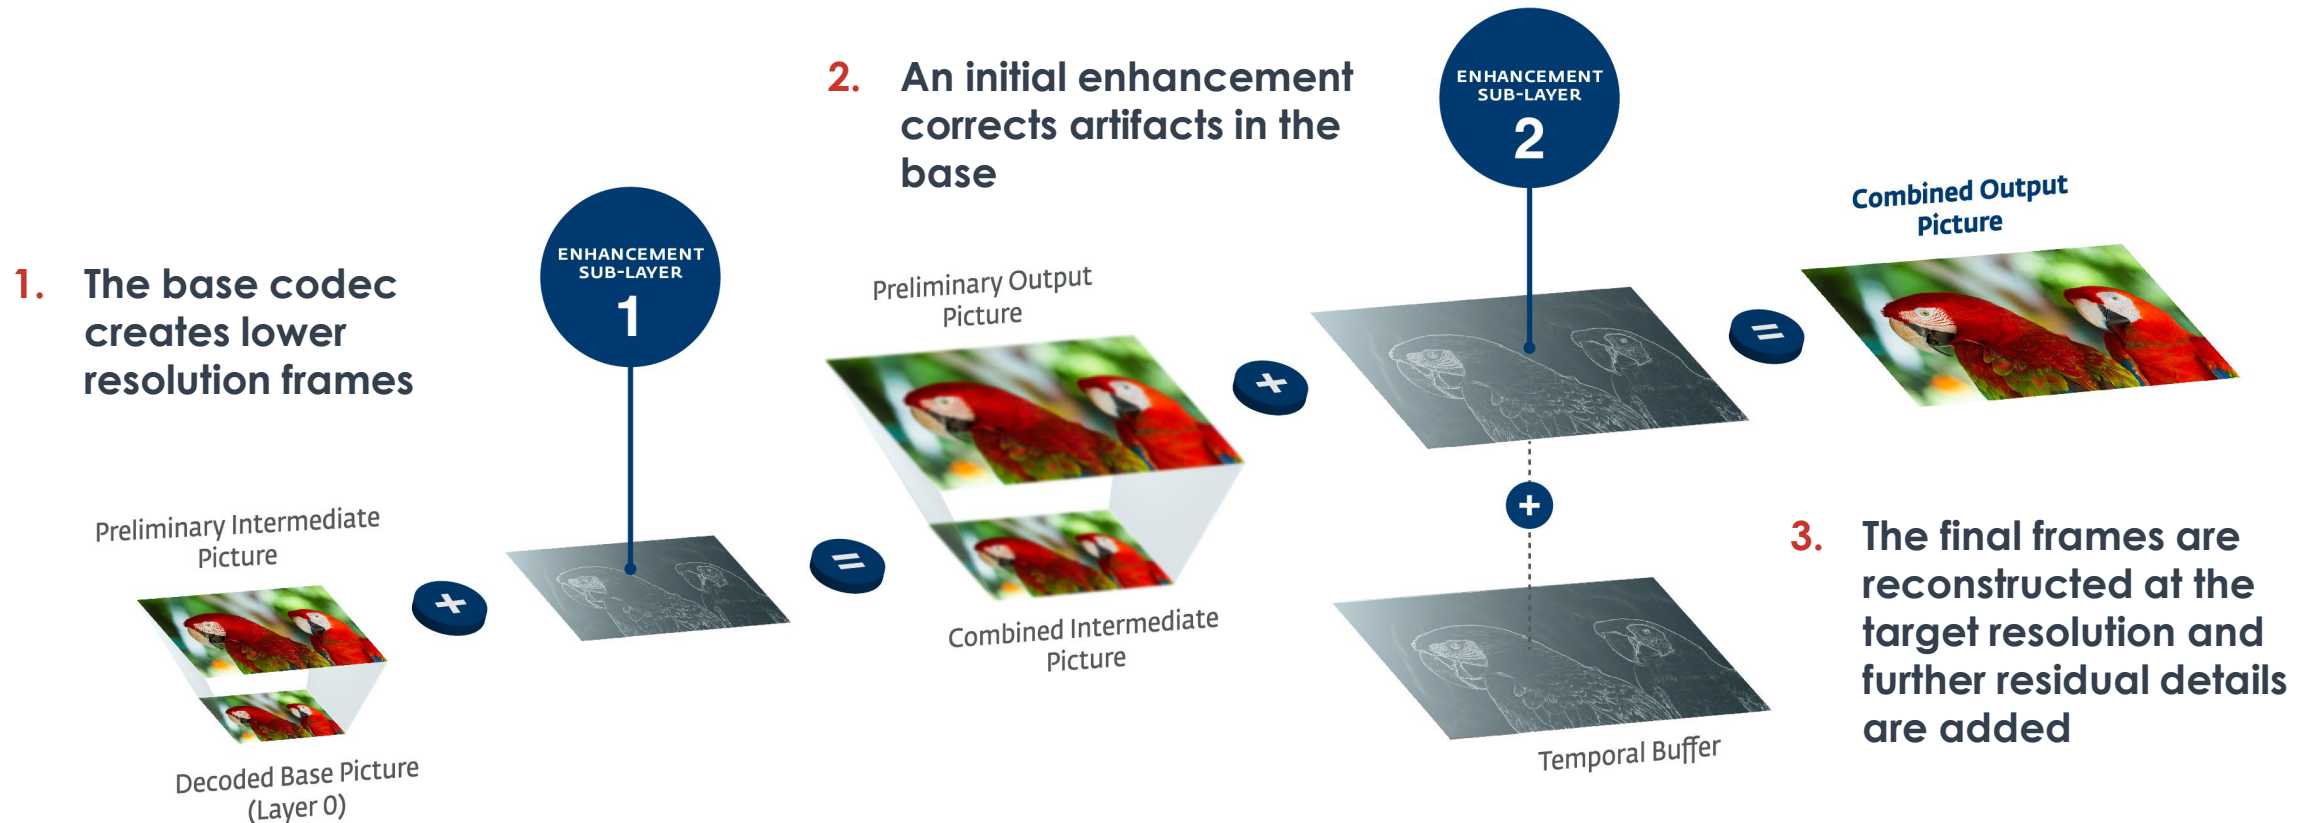 1. The base codec
creates lower
resolution frames
Preliminary Intermediate
Picture
Decoded Base Picture
(Layer 0)
+
ENHANCEMENT
SUB-LAYER
1
=
2. An initial enhancement
corrects artifacts in the
base
Preliminary Output
Picture
Combined Intermediate
Picture
+
ENHANCEMENT
SUB-LAYER
2
+
Temporal Buffer
=
Combined Output
Picture
3. The final frames are
reconstructed at the
target resolution and
further residual details
are added